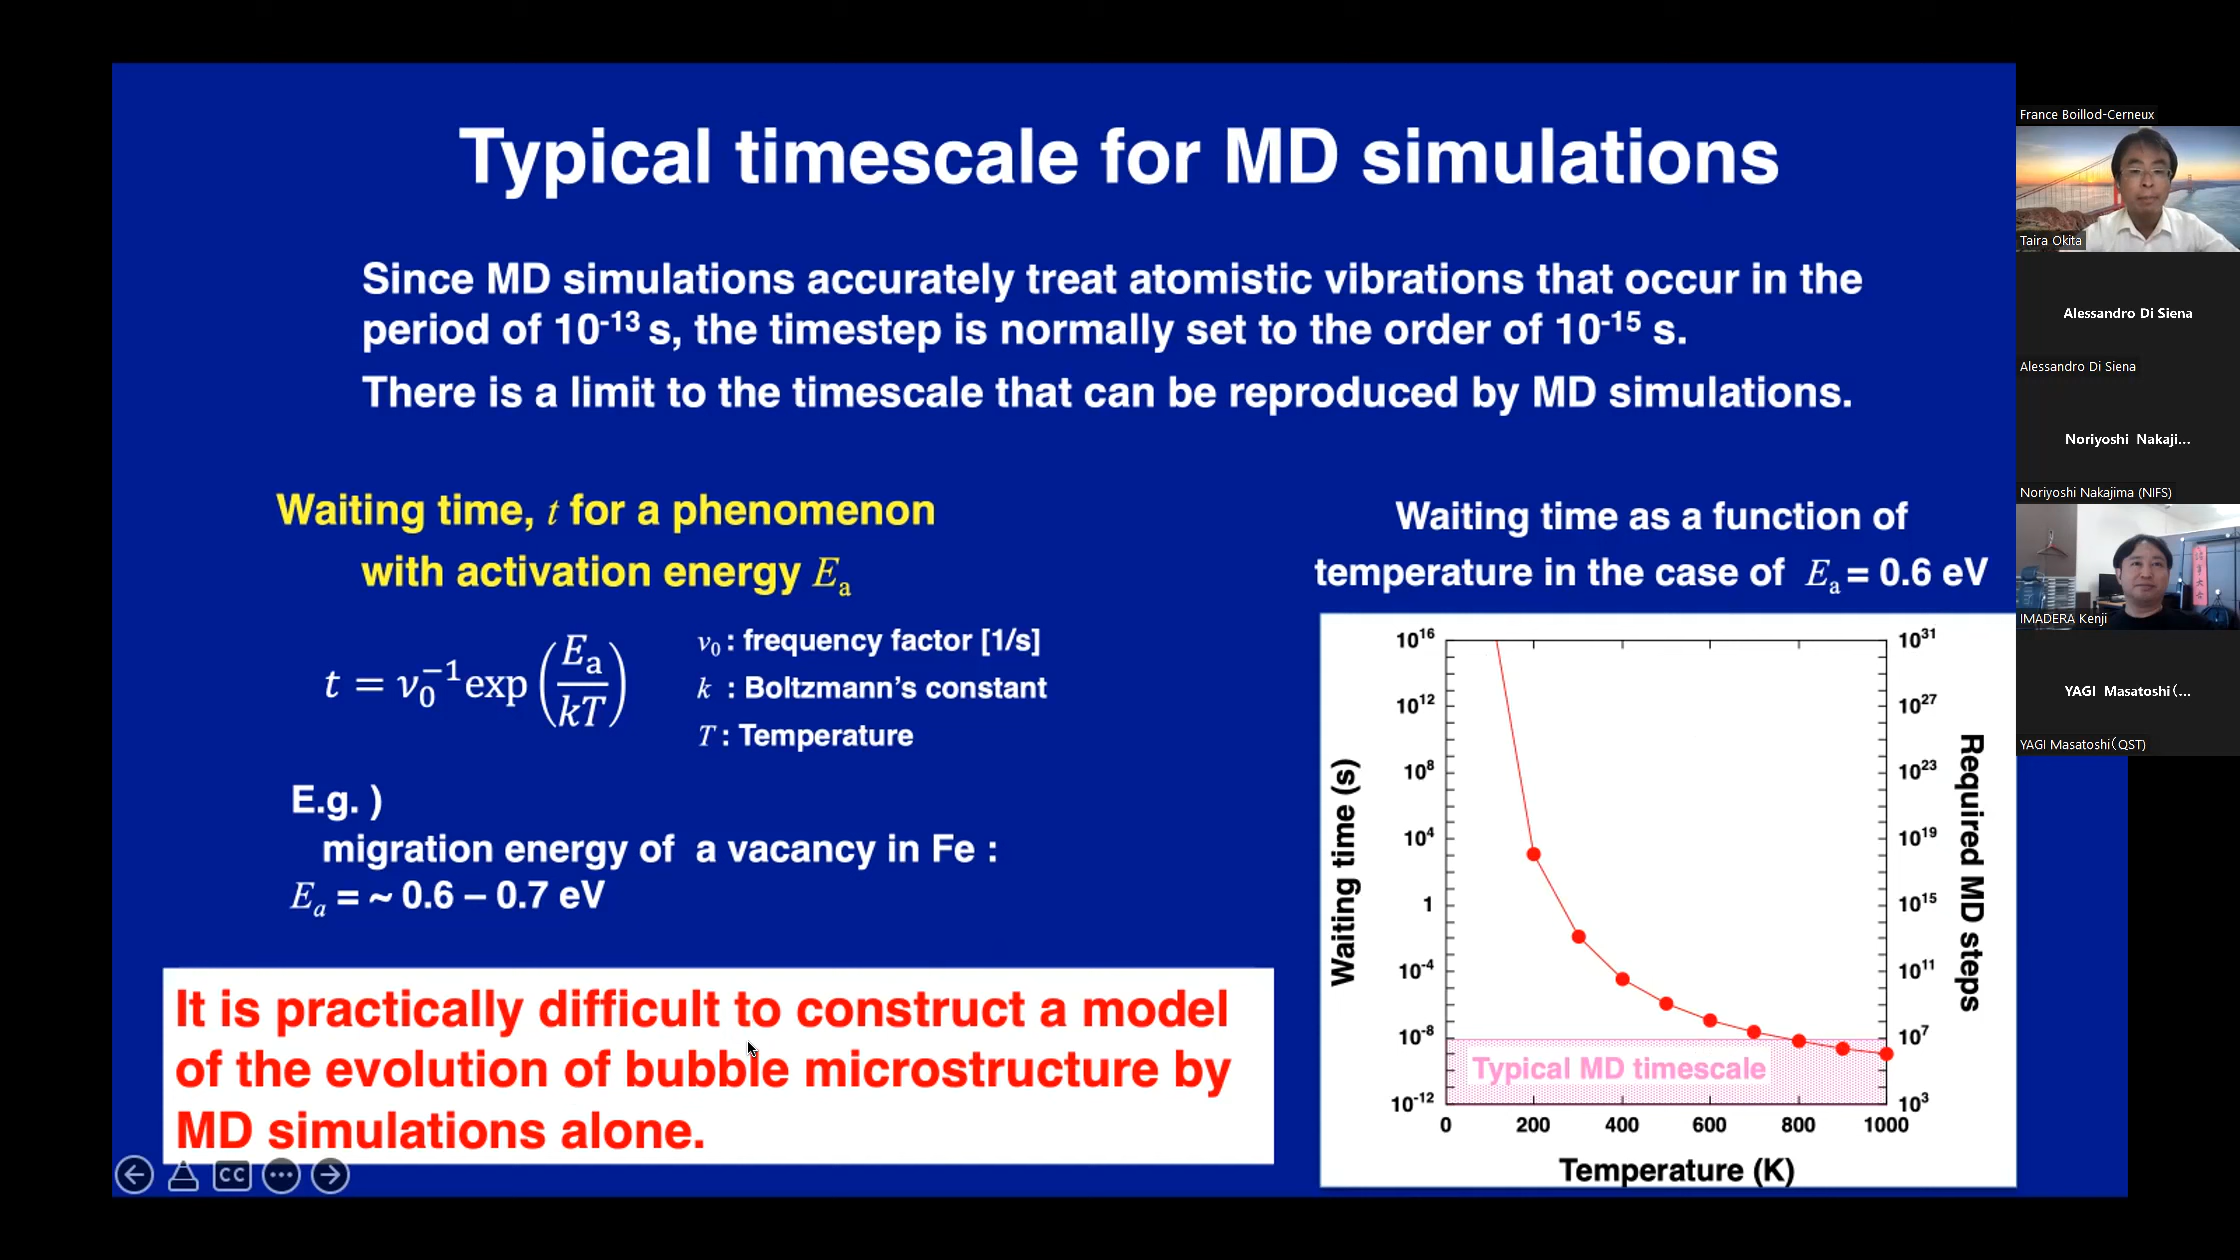 Typical timescale for MD simulations
Since MD simulations accurately treat atomistic vibrations that occur in the
period of 10⁻¹³ s, the timestep is normally set to the order of 10⁻¹⁵ s.
There is a limit to the timescale that can be reproduced by MD simulations.
Waiting time, t for a phenomenon
with activation energy Eₐ
t = ν₀⁻¹exp(Eₐ/kT)
ν₀ : frequency factor [1/s]
k : Boltzmann's constant
T : Temperature
E.g. )
migration energy of a vacancy in Fe :
Eₐ = ~ 0.6 – 0.7 eV
It is practically difficult to construct a model
of the evolution of bubble microstructure by
MD simulations alone.
CC
Waiting time as a function of
temperature in the case of Eₐ = 0.6 eV
Waiting time (s)
10¹⁶
10¹²
10⁸
10⁴
1
10⁻⁴
10⁻⁸
10⁻¹²
10³¹
10²⁷
10²³
10¹⁹
10¹⁵
10¹¹
10⁷
10³
Required MD steps
Typical MD timescale
0 200 400 600 800 1000
Temperature (K)
France Boillod-Cerneux
Taira Okita
Alessandro Di Siena
Alessandro Di Siena
Noriyoshi Nakaji...
Noriyoshi Nakajima (NIFS)
IMADERA Kenji
YAGI Masatoshi（...
YAGI Masatoshi（QST)